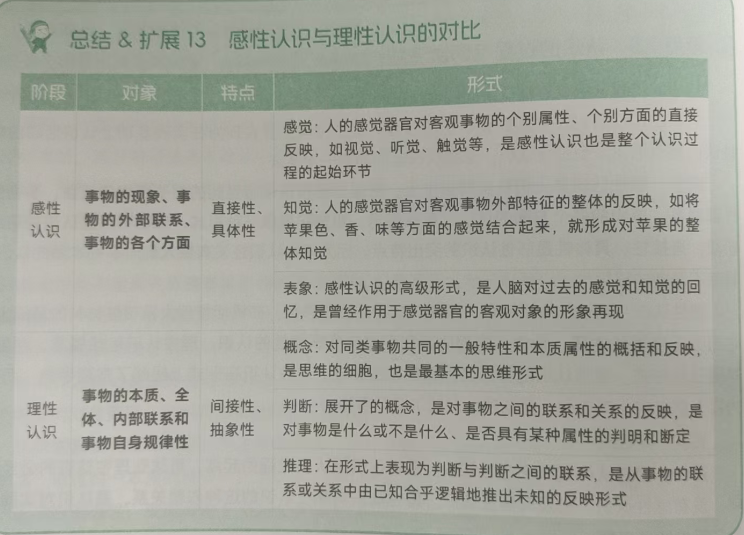 总结 & 扩展 13 感性认识与理性认识的对比
阶段 对象 特点 形式
感性
认识
事物的现象、事
物的外部联系、
事物的各个方面
直接性、
具体性
感觉：人的感觉器官对客观事物的个别属性、个别方面的直接
反映，如视觉、听觉、触觉等，是感性认识也是整个认识过
程的起始环节
知觉：人的感觉器官对客观事物外部特征的整体的反映，如将
苹果色、香、味等方面的感觉结合起来，就形成对苹果的整
体知觉
表象：感性认识的高级形式，是人脑对过去的感觉和知觉的回
忆，是曾经作用于感觉器官的客观对象的形象再现
理性
认识
事物的本质、全
体、内部联系和
事物自身规律性
间接性、
抽象性
概念：对同类事物共同的一般特性和本质属性的概括和反映，
是思维的细胞，也是最基本的思维形式
判断：展开了的概念，是对事物之间的联系和关系的反映，是
对事物是什么或不是什么、是否具有某种属性的判明和断定
推理：在形式上表现为判断与判断之间的联系，是从事物的联
系或关系中由已知合乎逻辑地推出未知的反映形式